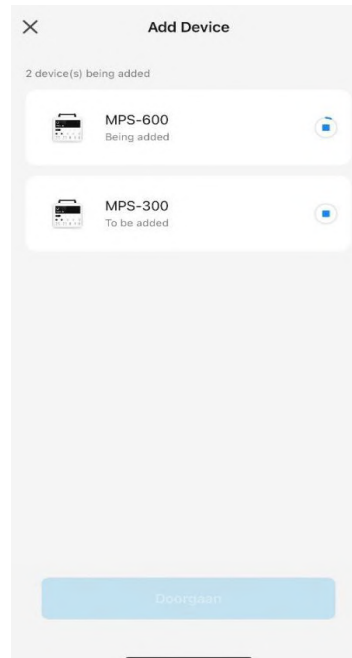 Add Device
2 device(s) being added
MPS-600
Being added
MPS-300
To be added
Doorgaan